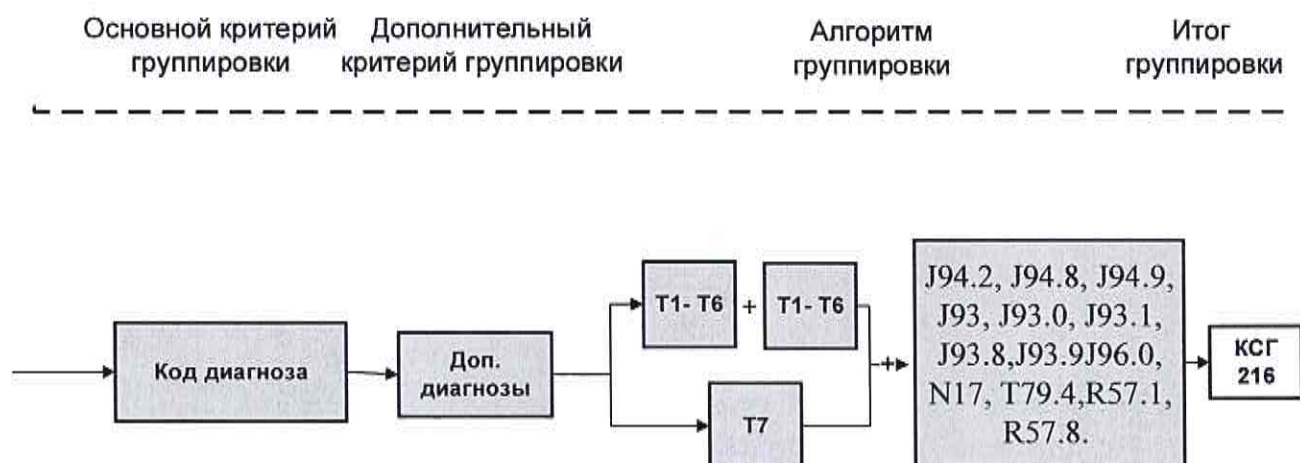 Основной критерий
группировки
Дополнительный
критерий группировки
Алгоритм
группировки
Итог
группировки
Код диагноза
Доп.
диагнозы
T1- T6 + T1- T6
T7
+
J94.2, J94.8, J94.9,
J93, J93.0, J93.1,
J93.8,J93.9J96.0,
N17, T79.4,R57.1,
R57.8.
КСГ
216